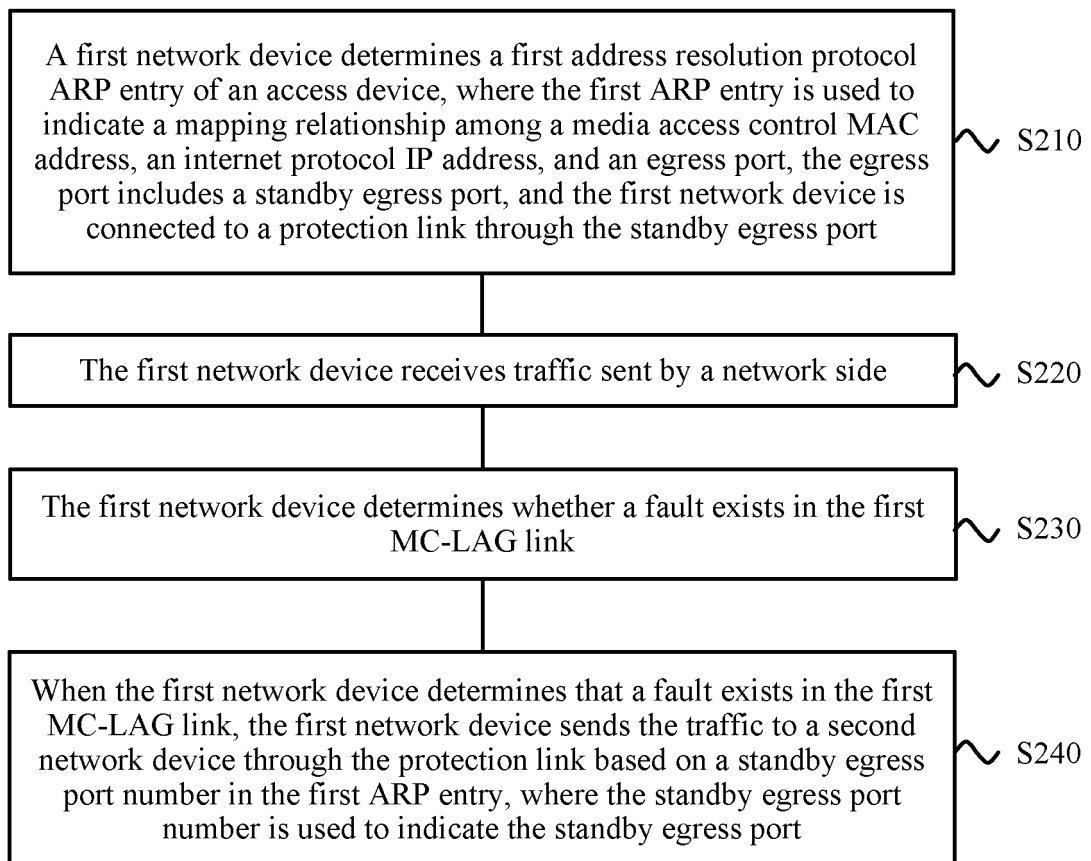 A first network device determines a first address resolution protocol
ARP entry of an access device, where the first ARP entry is used to
indicate a mapping relationship among a media access control MAC
address, an internet protocol IP address, and an egress port, the egress
port includes a standby egress port, and the first network device is
connected to a protection link through the standby egress port
S210
The first network device receives traffic sent by a network side
S220
The first network device determines whether a fault exists in the first
MC-LAG link
S230
When the first network device determines that a fault exists in the first
MC-LAG link, the first network device sends the traffic to a second
network device through the protection link based on a standby egress
port number in the first ARP entry, where the standby egress port
number is used to indicate the standby egress port
S240